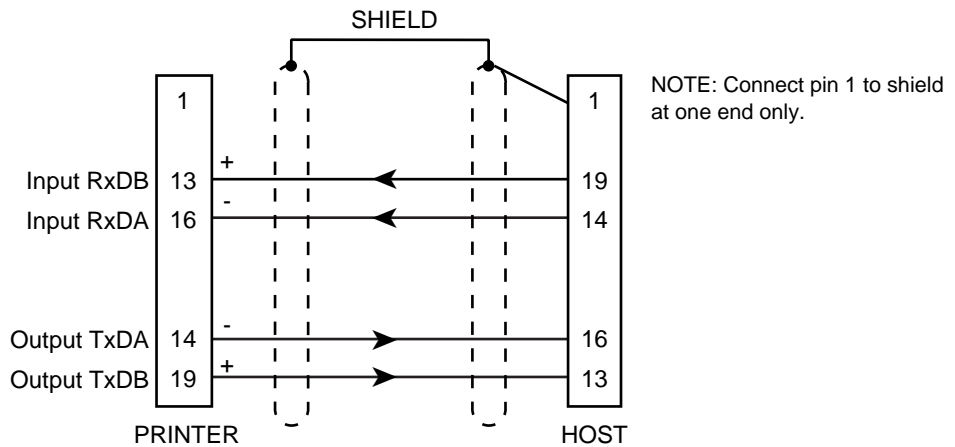 SHIELD
NOTE: Connect pin 1 to shield
at one end only.
1
1
+
Input RxDB 13 19
-
Input RxDA 16 14
-
Output TxDA 14 16
+
Output TxDB 19 13
PRINTER
HOST